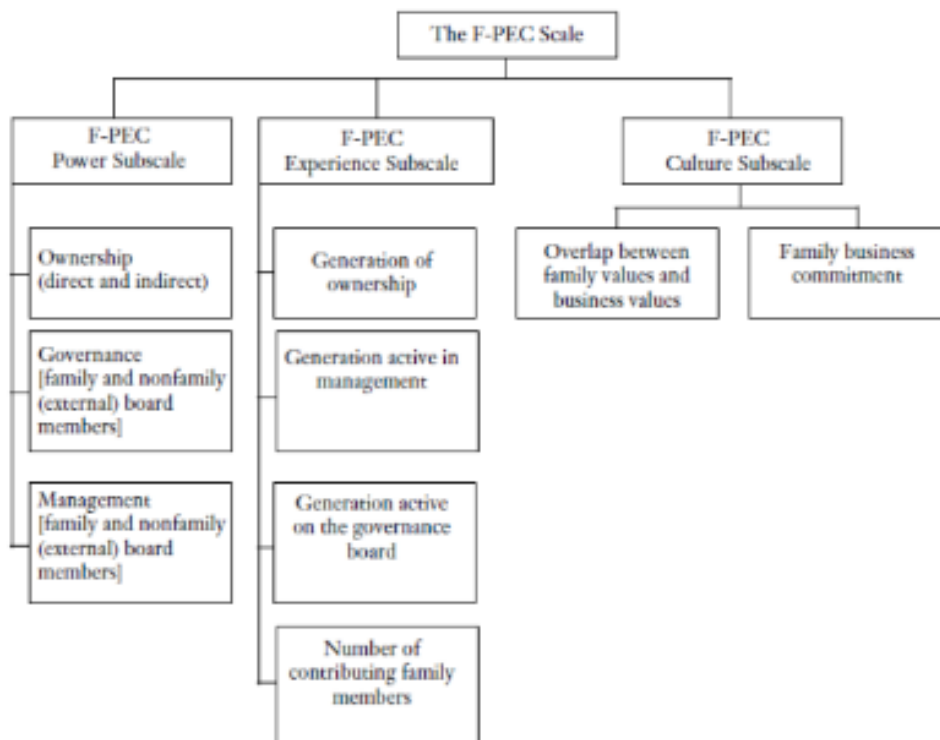 The F-PEC Scale
F-PEC
Power Subscale
F-PEC
Experience Subscale
F-PEC
Culture Subscale
Ownership
(direct and indirect)
Governance
[family and nonfamily
(external) board
members]
Management
[family and nonfamily
(external) board
members]
Generation of
ownership
Generation active in
management
Generation active
on the governance
board
Number of
contributing family
members
Overlap between
family values and
business values
Family business
commitment